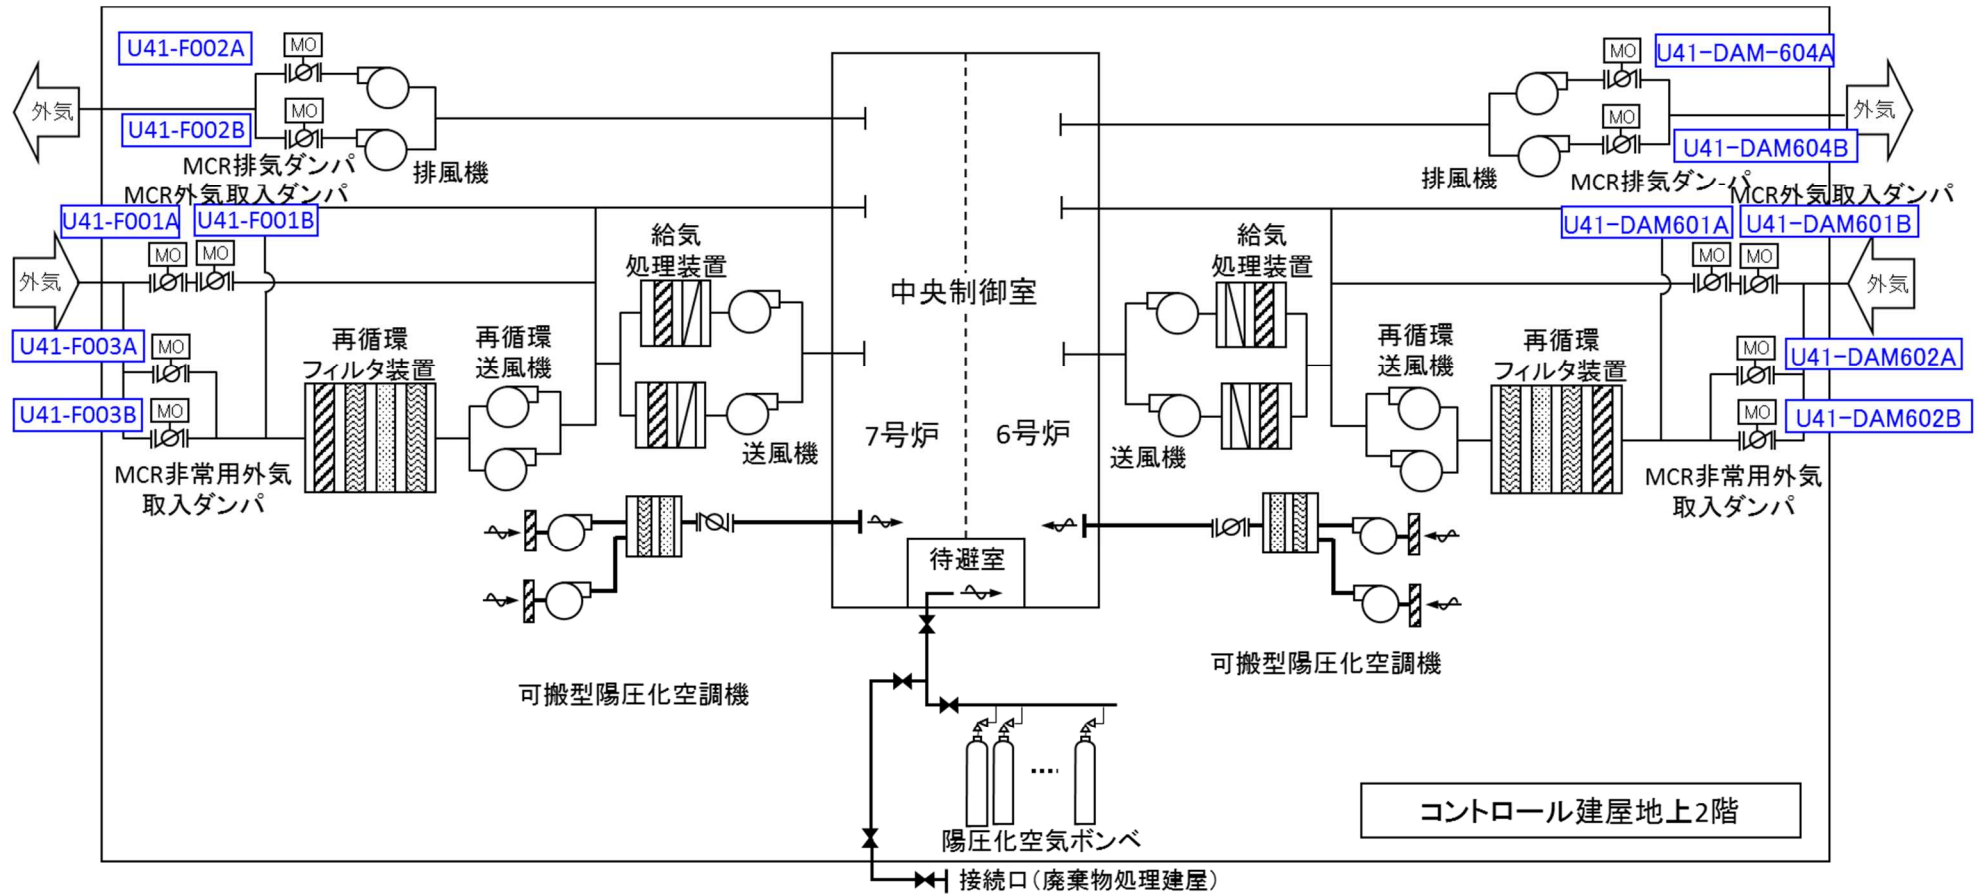 U41-F002A
MO
U41-DAM-604A
MO
外気
外気
U41-F002B
MO
MO
U41-DAM604B
MCR排気ダンパ
排風機
排風機
MCR排気ダンパ
MCR外気取入ダンパ
MCR外気取入ダンパ
U41-F001A
U41-F001B
U41-DAM601A
U41-DAM601B
MO
MO
給気
処理装置
給気
処理装置
MO
MO
外気
中央制御室
外気
U41-F003A
MO
再循環
フィルタ装置
再循環
送風機
再循環
送風機
再循環
フィルタ装置
MO
U41-DAM602A
U41-F003B
MO
MO
U41-DAM602B
送風機
7号炉
6号炉
送風機
MCR非常用外気
取入ダンパ
MCR非常用外気
取入ダンパ
待避室
可搬型陽圧化空調機
可搬型陽圧化空調機
陽圧化空気ボンベ
コントロール建屋地上2階
接続口(廃棄物処理建屋)